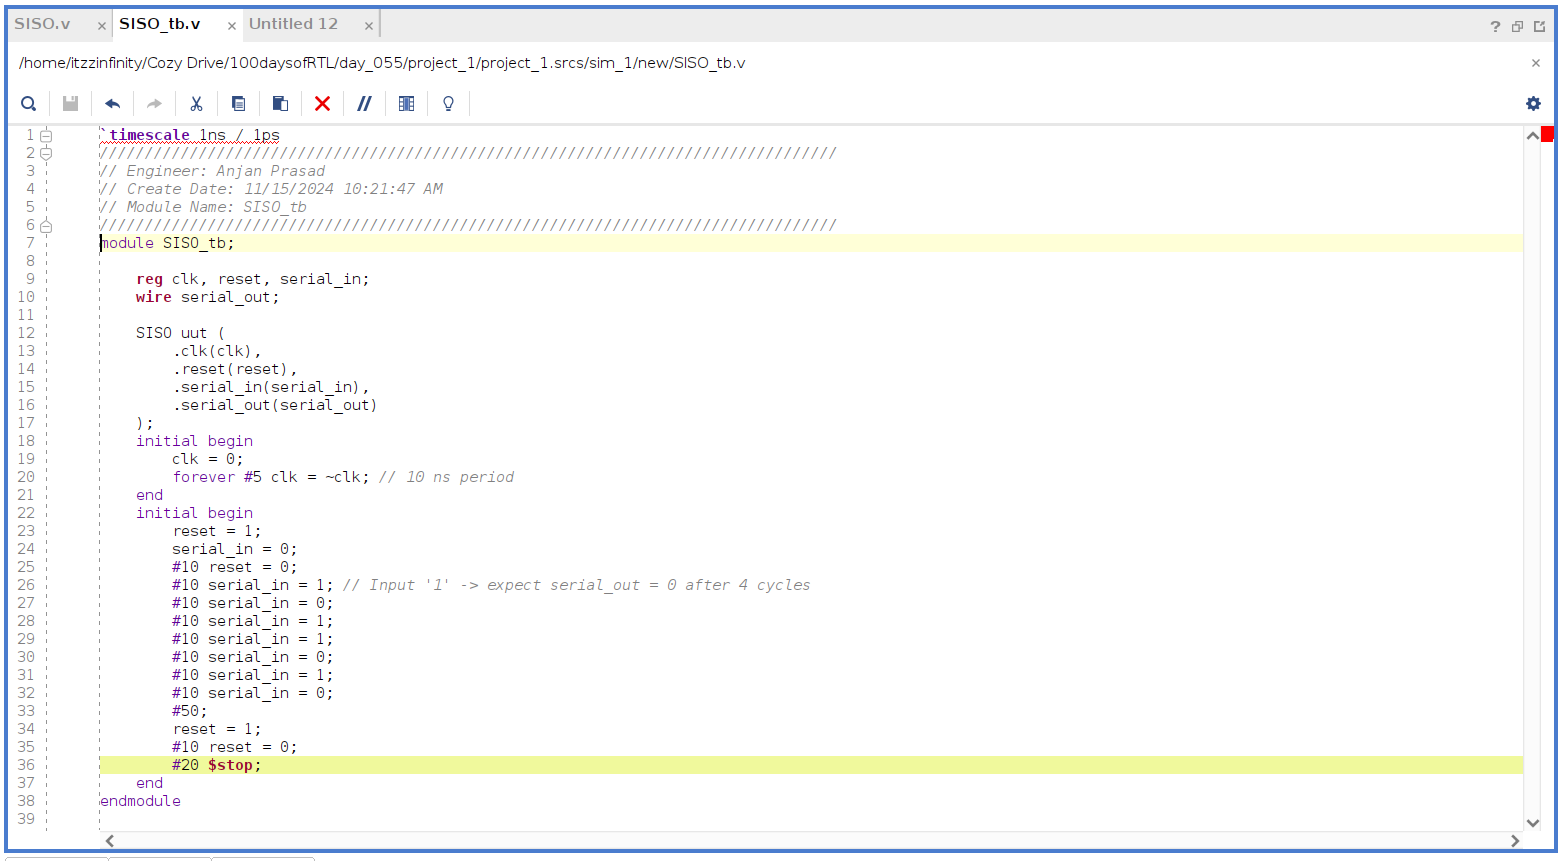 SISO.v × SISO_tb.v × Untitled 12 × ?
/home/itzzinfinity/Cozy Drive/100daysofRTL/day_055/project_1/project_1.srcs/sim_1/new/SISO_tb.v ×
1 `timescale 1ns / 1ps
2 //////////////////////////////////////////////////////////////////////////////////
3 // Engineer: Anjan Prasad
4 // Create Date: 11/15/2024 10:21:47 AM
5 // Module Name: SISO_tb
6 //////////////////////////////////////////////////////////////////////////////////
7 module SISO_tb;
8
9     reg clk, reset, serial_in;
10     wire serial_out;
11
12     SISO uut (
13         .clk(clk),
14         .reset(reset),
15         .serial_in(serial_in),
16         .serial_out(serial_out)
17     );
18     initial begin
19         clk = 0;
20         forever #5 clk = ~clk; // 10 ns period
21     end
22     initial begin
23         reset = 1;
24         serial_in = 0;
25         #10 reset = 0;
26         #10 serial_in = 1; // Input '1' -> expect serial_out = 0 after 4 cycles
27         #10 serial_in = 0;
28         #10 serial_in = 1;
29         #10 serial_in = 1;
30         #10 serial_in = 0;
31         #10 serial_in = 1;
32         #10 serial_in = 0;
33         #50;
34         reset = 1;
35         #10 reset = 0;
36         #20 $stop;
37     end
38 endmodule
39